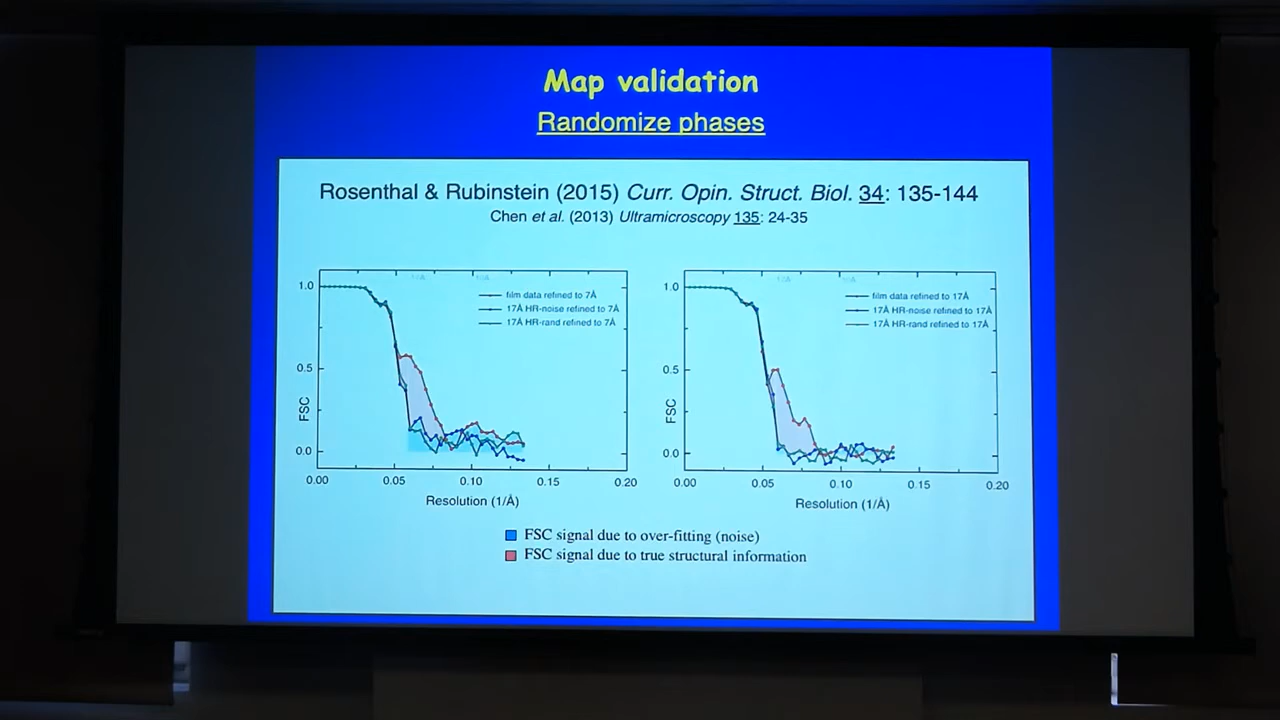 Map validation
Randomize phases
Rosenthal & Rubinstein (2015) Curr. Opin. Struct. Biol. 34: 135-144
Chen et al. (2013) Ultramicroscopy 135: 24-35
1.0
0.5
0.0
FSC
film data refined to 7Å
17Å HR-noise refined to 7Å
17Å HR-rand refined to 7Å
0.00 0.05 0.10 0.15 0.20
Resolution (1/Å)
1.0
0.5
0.0
FSC
film data refined to 17Å
17Å HR-noise refined to 17Å
17Å HR-rand refined to 17Å
0.00 0.05 0.10 0.15 0.20
Resolution (1/Å)
FSC signal due to over-fitting (noise)
FSC signal due to true structural information